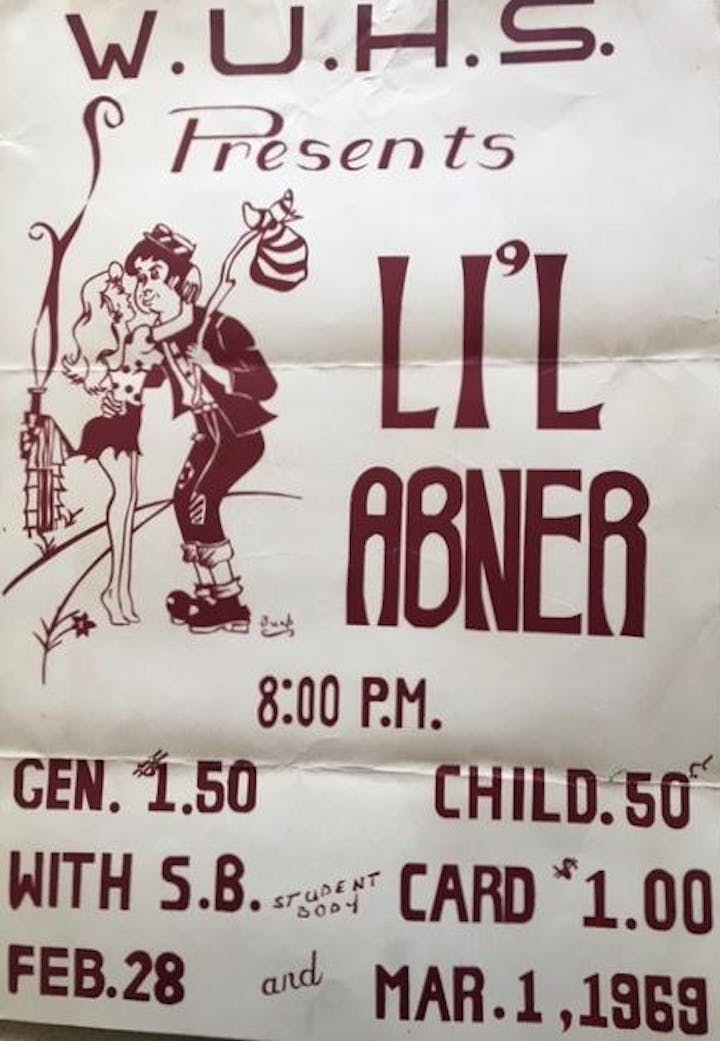 W.U.H.S.
Presents
LI'L
ABNER
8:00 P.M.
GEN. $1.50 CHILD. 50¢
WITH S.B. STUDENT BODY CARD $1.00
FEB. 28 and MAR. 1, 1969